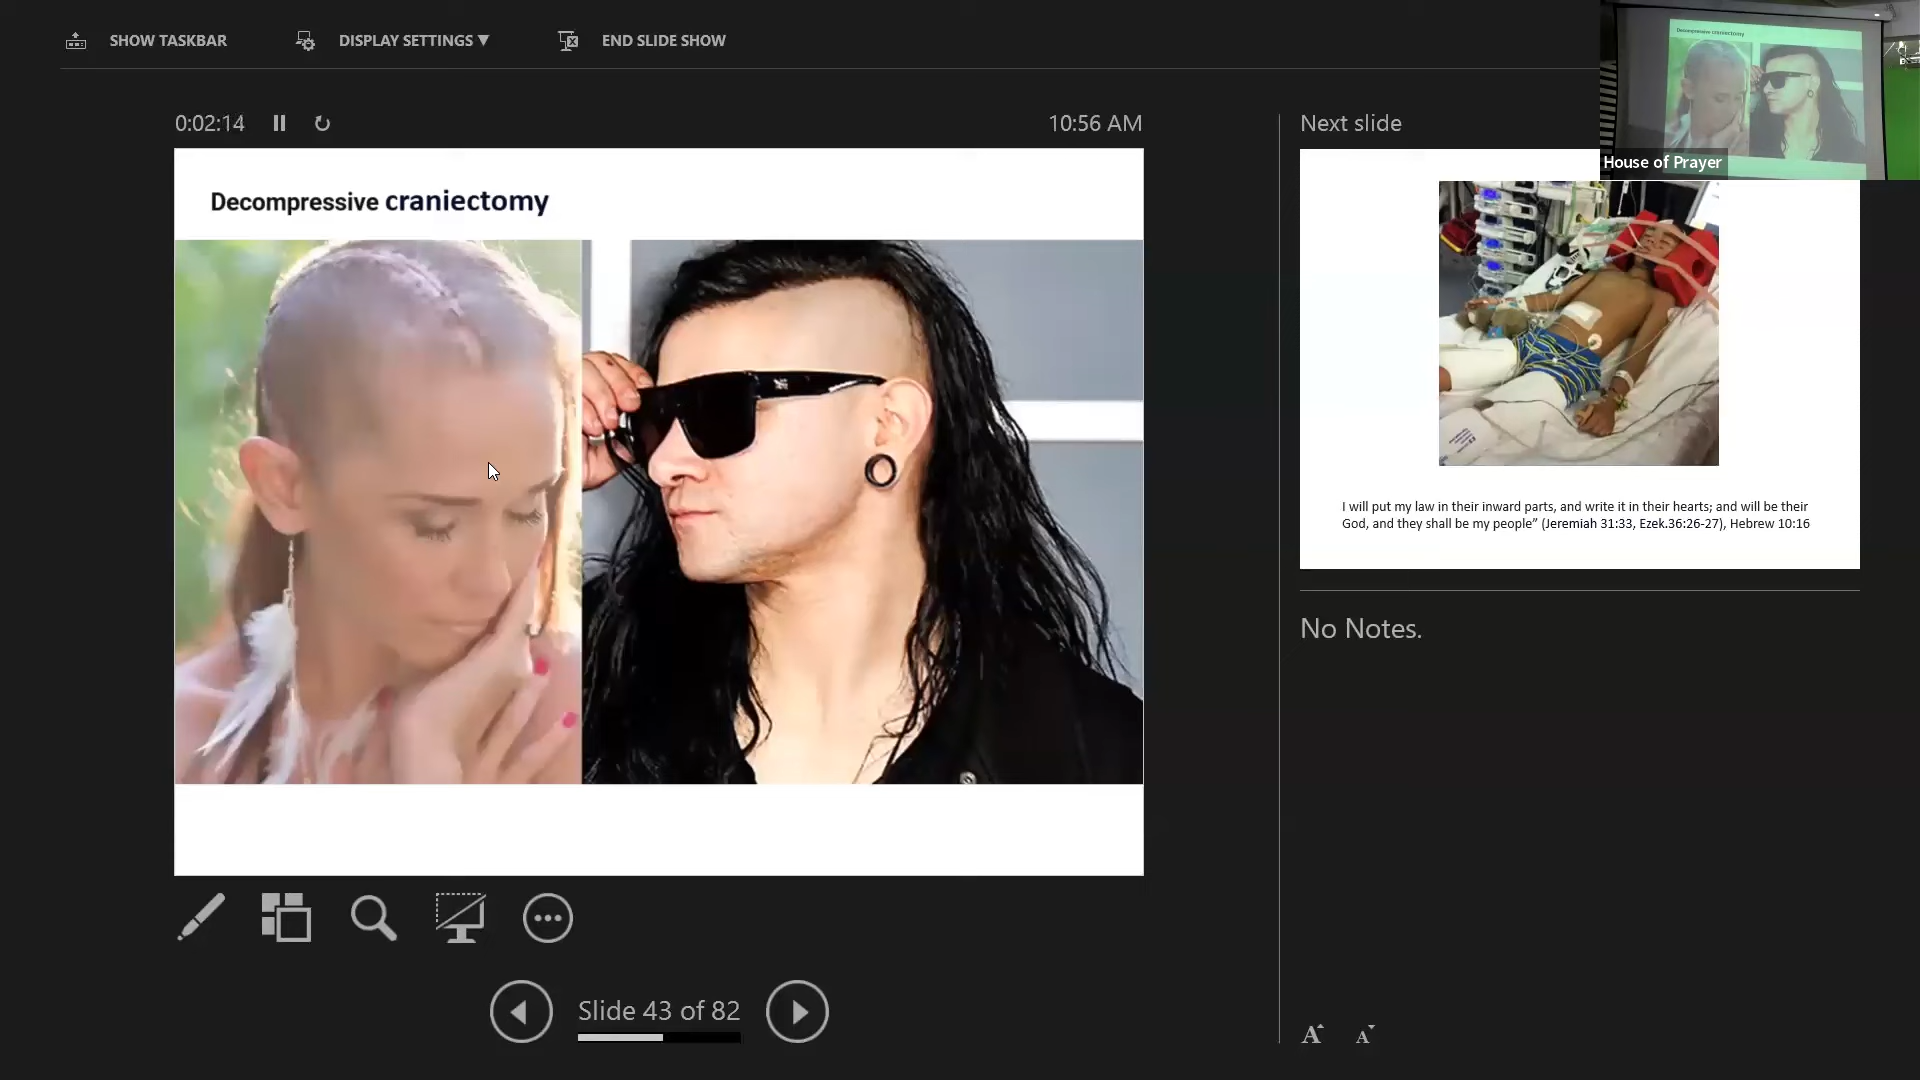 SHOW TASKBAR
DISPLAY SETTINGS ▼
END SLIDE SHOW
0:02:14
10:56 AM
Next slide
Decompressive craniectomy
House of Prayer
Decompressive craniectomy
I will put my law in their inward parts, and write it in their hearts; and will be their
God, and they shall be my people” (Jeremiah 31:33, Ezek.36:26-27), Hebrew 10:16
No Notes.
Slide 43 of 82
A
A